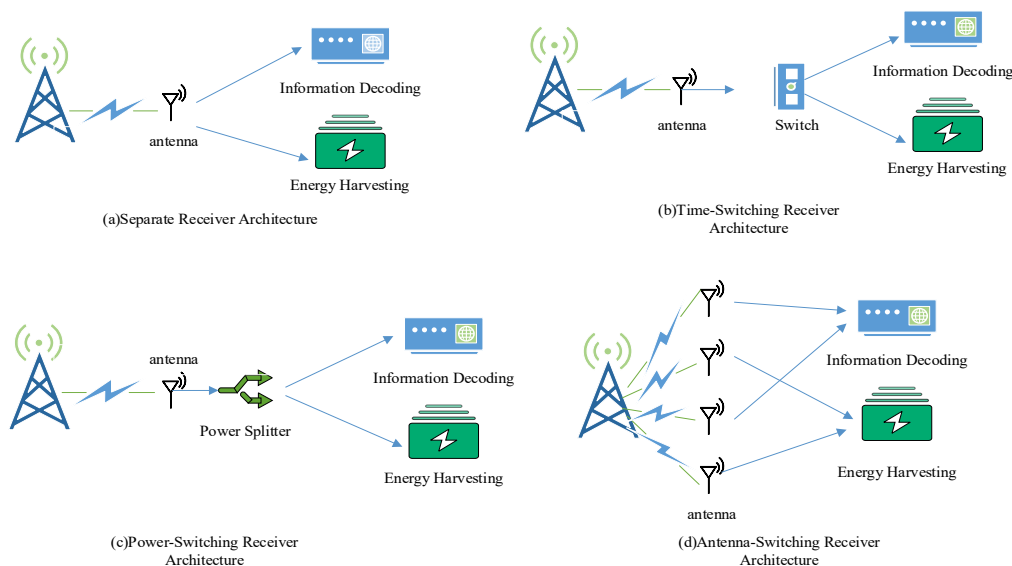 Information Decoding
antenna
Energy Harvesting
(a)Separate Receiver Architecture
Information Decoding
antenna
Switch
Energy Harvesting
(b)Time-Switching Receiver
Architecture
antenna
Information Decoding
Power Splitter
Energy Harvesting
(c)Power-Switching Receiver
Architecture
Information Decoding
Energy Harvesting
antenna
(d)Antenna-Switching Receiver
Architecture